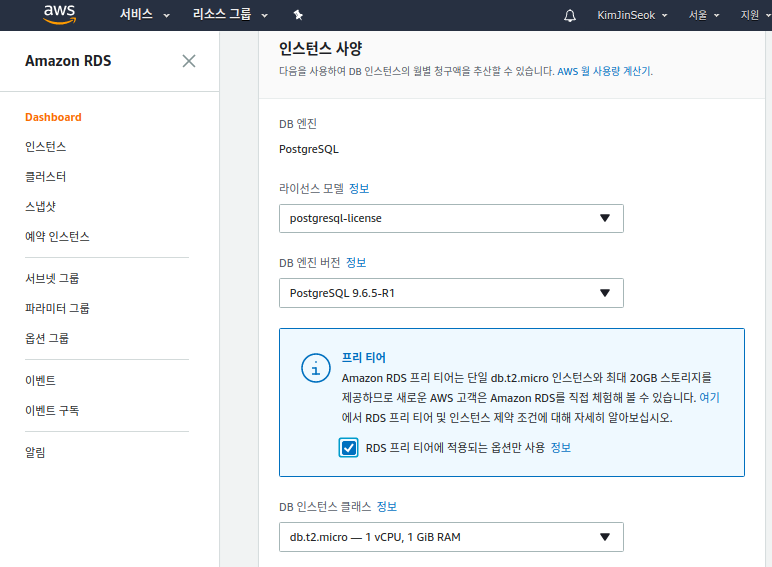 aws
서비스
리소스 그룹
KimJinSeok
서울
지원
Amazon RDS
Dashboard
인스턴스
클러스터
스냅샷
예약 인스턴스
서브넷 그룹
파라미터 그룹
옵션 그룹
이벤트
이벤트 구독
알림
인스턴스 사양
다음을 사용하여 DB 인스턴스의 월별 청구액을 추산할 수 있습니다. AWS 월 사용량 계산기.
DB 엔진
PostgreSQL
라이선스 모델 정보
postgresql-license
DB 엔진 버전 정보
PostgreSQL 9.6.5-R1
프리 티어
Amazon RDS 프리 티어는 단일 db.t2.micro 인스턴스와 최대 20GB 스토리지를
제공하므로 새로운 AWS 고객은 Amazon RDS를 직접 체험해 볼 수 있습니다. 여기
에서 RDS 프리 티어 및 인스턴스 제약 조건에 대해 자세히 알아보십시오.
RDS 프리 티어에 적용되는 옵션만 사용 정보
DB 인스턴스 클래스 정보
db.t2.micro — 1 vCPU, 1 GiB RAM